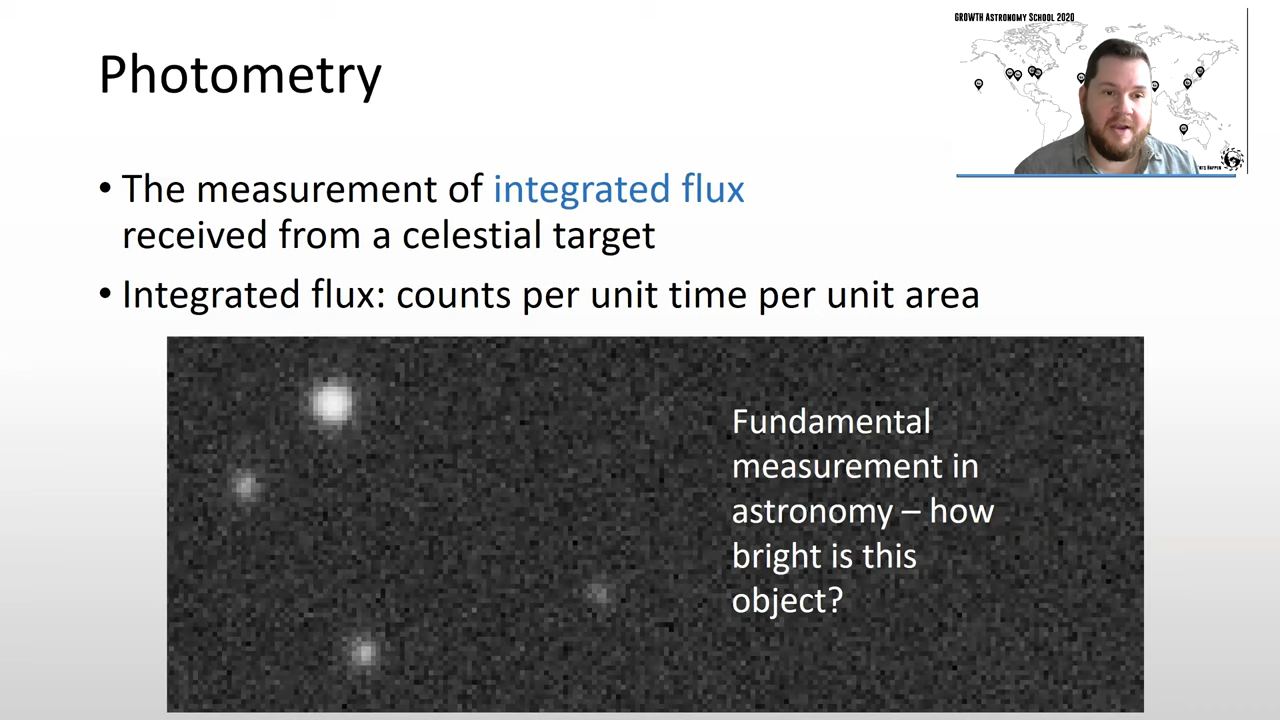 GROWTH ASTRONOMY SCHOOL 2020
Photometry
• The measurement of integrated flux
received from a celestial target
• Integrated flux: counts per unit time per unit area
Fundamental
measurement in
astronomy – how
bright is this
object?